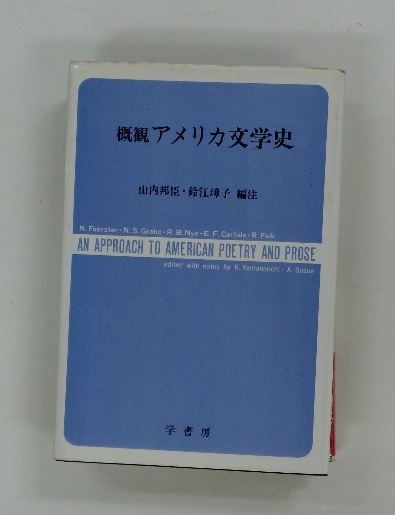 概観アメリカ文学史
山内邦臣・鈴江璋子 編注
N. Foerster・N. S. Grabo・R. B. Nye・E. F. Carlisle・R. Falk
AN APPROACH TO AMERICAN POETRY AND PROSE
edited with notes by K. Yamanouchi・A. Suzue
学書房